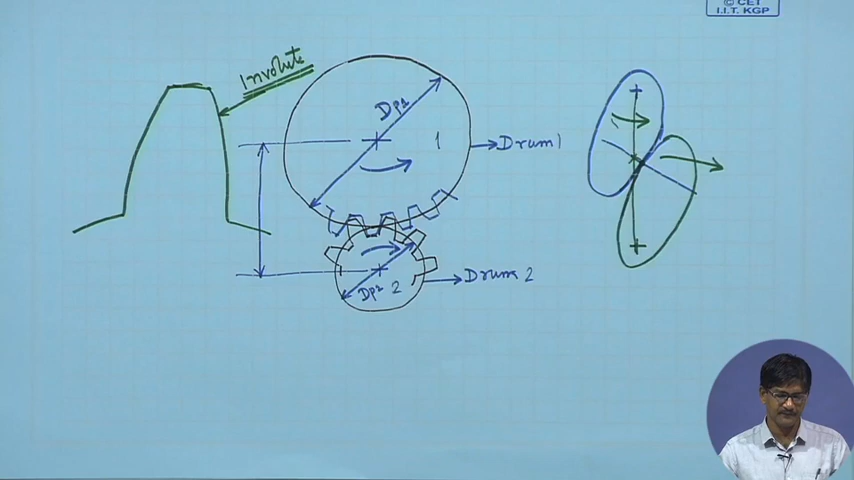 © CET
I.I.T. KGP
Involute
Dp1
1
Drum 1
Dp2
2
Drum 2